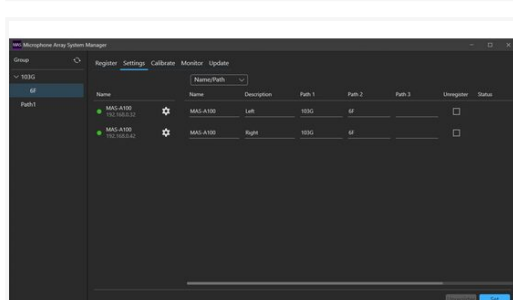 MAS Microphone Array System Manager
Group
Register Settings Calibrate Monitor Update
103G
6F
Path1
Name/Path
Name Name Description Path 1 Path 2 Path 3 Unregister Status
MAS-A100 MAS-A100 Left 103G 6F
192.168.0.32
MAS-A100 MAS-A100 Right 103G 6F
192.168.0.42
Set